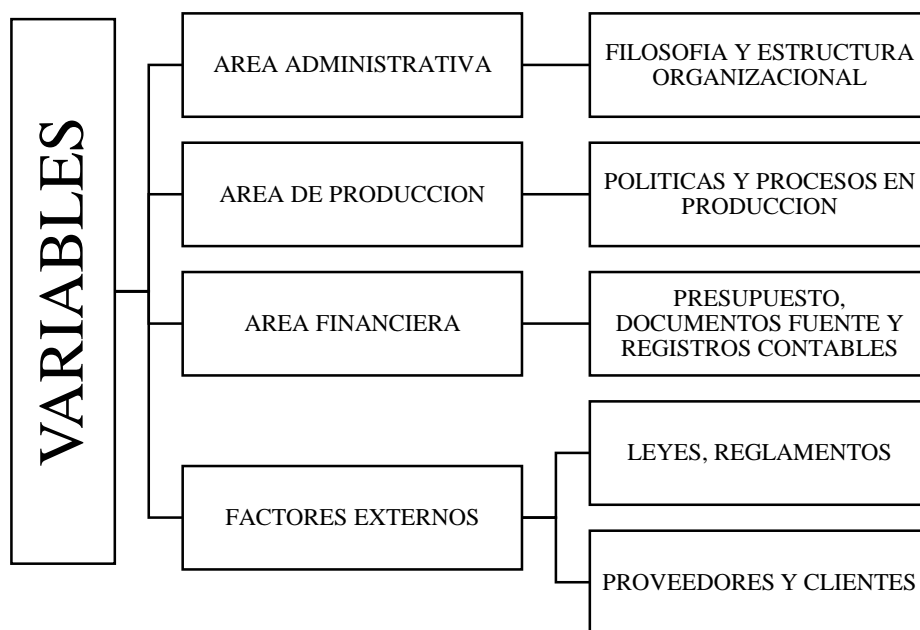 VARIABLES
AREA ADMINISTRATIVA
FILOSOFIA Y ESTRUCTURA
ORGANIZACIONAL
AREA DE PRODUCCION
POLITICAS Y PROCESOS EN
PRODUCCION
AREA FINANCIERA
PRESUPUESTO,
DOCUMENTOS FUENTE Y
REGISTROS CONTABLES
FACTORES EXTERNOS
LEYES, REGLAMENTOS
PROVEEDORES Y CLIENTES